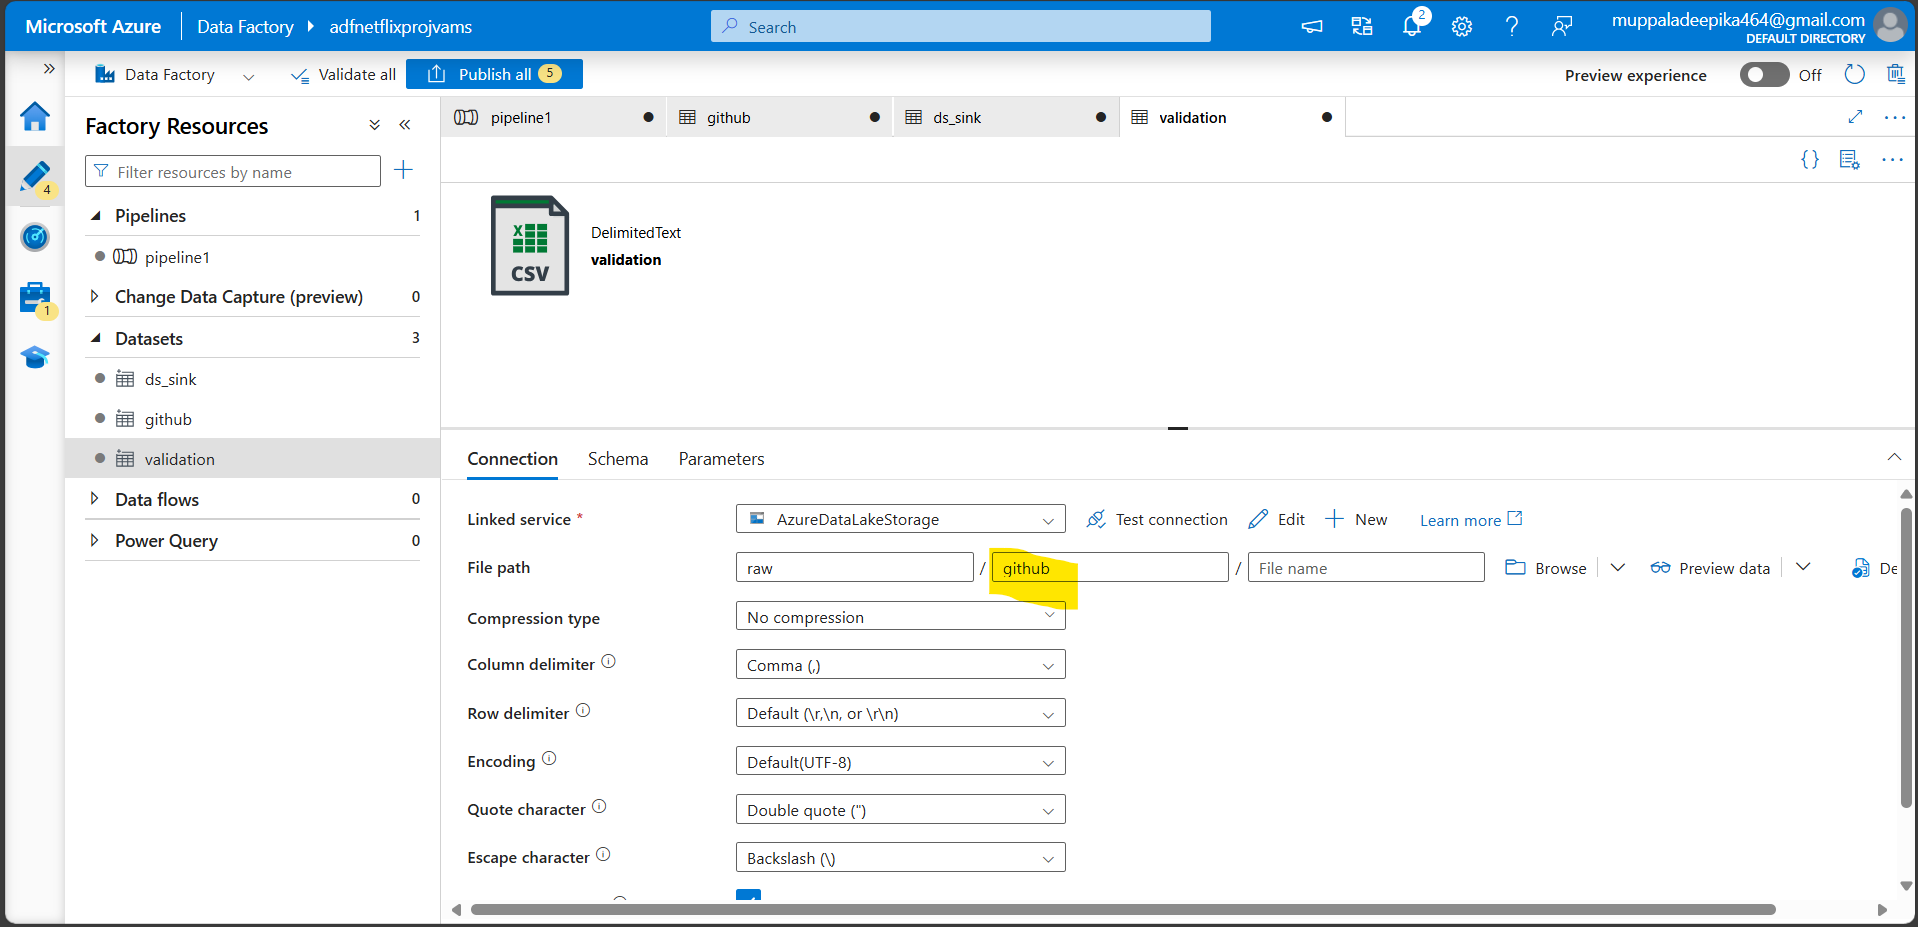 Microsoft Azure
Data Factory
adfnetflixprojvams
Search
2
muppaladeepika464@gmail.com
DEFAULT DIRECTORY
Data Factory
Validate all
Publish all 5
Preview experience
Off
4
1
Factory Resources
Filter resources by name
Pipelines 1
pipeline1
Change Data Capture (preview) 0
Datasets 3
ds_sink
github
validation
Data flows 0
Power Query 0
pipeline1
github
ds_sink
validation
{}
X
CSV
DelimitedText
validation
Connection
Schema
Parameters
Linked service *
AzureDataLakeStorage
Test connection
Edit
New
Learn more
File path
raw / github / File name
Browse
Preview data
De
Compression type
No compression
Column delimiter
Comma (,)
Row delimiter
Default (\r,\n, or \r\n)
Encoding
Default(UTF-8)
Quote character
Double quote (")
Escape character
Backslash (\)